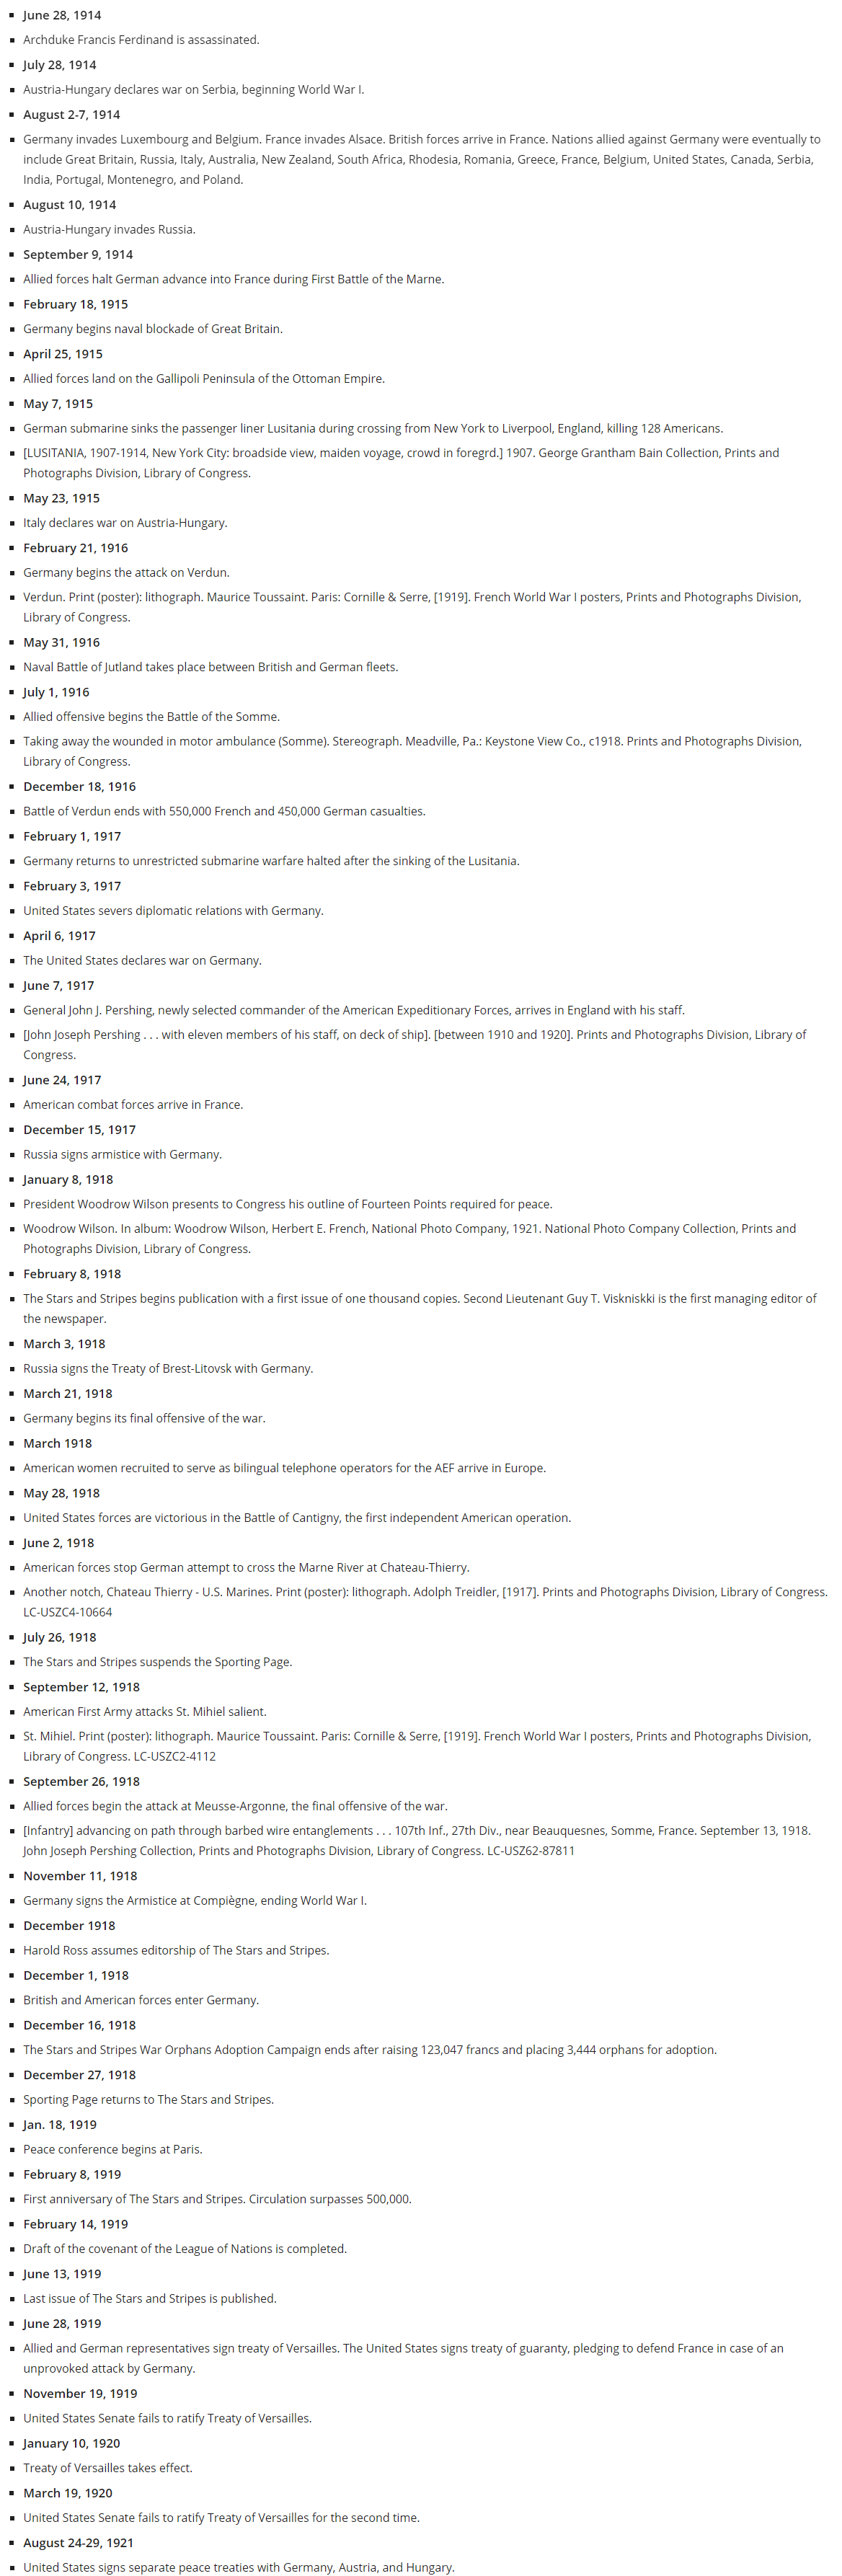 June 28, 1914
Archduke Francis Ferdinand is assassinated.
July 28, 1914
Austria-Hungary declares war on Serbia, beginning World War I.
August 2-7, 1914
Germany invades Luxembourg and Belgium. France invades Alsace. British forces arrive in France. Nations allied against Germany were eventually to
include Great Britain, Russia, Italy, Australia, New Zealand, South Africa, Rhodesia, Romania, Greece, France, Belgium, United States, Canada, Serbia,
India, Portugal, Montenegro, and Poland.
August 10, 1914
Austria-Hungary invades Russia.
September 9, 1914
Allied forces halt German advance into France during First Battle of the Marne.
February 18, 1915
Germany begins naval blockade of Great Britain.
April 25, 1915
Allied forces land on the Gallipoli Peninsula of the Ottoman Empire.
May 7, 1915
German submarine sinks the passenger liner Lusitania during crossing from New York to Liverpool, England, killing 128 Americans.
[LUSITANIA, 1907-1914, New York City: broadside view, maiden voyage, crowd in foregrd.] 1907. George Grantham Bain Collection, Prints and
Photographs Division, Library of Congress.
May 23, 1915
Italy declares war on Austria-Hungary.
February 21, 1916
Germany begins the attack on Verdun.
Verdun. Print (poster): lithograph. Maurice Toussaint. Paris: Cornille & Serre, [1919]. French World War I posters, Prints and Photographs Division,
Library of Congress.
May 31, 1916
Naval Battle of Jutland takes place between British and German fleets.
July 1, 1916
Allied offensive begins the Battle of the Somme.
Taking away the wounded in motor ambulance (Somme). Stereograph. Meadville, Pa.: Keystone View Co., c1918. Prints and Photographs Division,
Library of Congress.
December 18, 1916
Battle of Verdun ends with 550,000 French and 450,000 German casualties.
February 1, 1917
Germany returns to unrestricted submarine warfare halted after the sinking of the Lusitania.
February 3, 1917
United States severs diplomatic relations with Germany.
April 6, 1917
The United States declares war on Germany.
June 7, 1917
General John J. Pershing, newly selected commander of the American Expeditionary Forces, arrives in England with his staff.
[John Joseph Pershing . . . with eleven members of his staff, on deck of ship]. [between 1910 and 1920]. Prints and Photographs Division, Library of
Congress.
June 24, 1917
American combat forces arrive in France.
December 15, 1917
Russia signs armistice with Germany.
January 8, 1918
President Woodrow Wilson presents to Congress his outline of Fourteen Points required for peace.
Woodrow Wilson. In album: Woodrow Wilson, Herbert E. French, National Photo Company, 1921. National Photo Company Collection, Prints and
Photographs Division, Library of Congress.
February 8, 1918
The Stars and Stripes begins publication with a first issue of one thousand copies. Second Lieutenant Guy T. Viskniskki is the first managing editor of
the newspaper.
March 3, 1918
Russia signs the Treaty of Brest-Litovsk with Germany.
March 21, 1918
Germany begins its final offensive of the war.
March 1918
American women recruited to serve as bilingual telephone operators for the AEF arrive in Europe.
May 28, 1918
United States forces are victorious in the Battle of Cantigny, the first independent American operation.
June 2, 1918
American forces stop German attempt to cross the Marne River at Chateau-Thierry.
Another notch, Chateau Thierry - U.S. Marines. Print (poster): lithograph. Adolph Treidler, [1917]. Prints and Photographs Division, Library of Congress.
LC-USZC4-10664
July 26, 1918
The Stars and Stripes suspends the Sporting Page.
September 12, 1918
American First Army attacks St. Mihiel salient.
St. Mihiel. Print (poster): lithograph. Maurice Toussaint. Paris: Cornille & Serre, [1919]. French World War I posters, Prints and Photographs Division,
Library of Congress. LC-USZC2-4112
September 26, 1918
Allied forces begin the attack at Meusse-Argonne, the final offensive of the war.
[Infantry] advancing on path through barbed wire entanglements . . . 107th Inf., 27th Div., near Beauquesnes, Somme, France. September 13, 1918.
John Joseph Pershing Collection, Prints and Photographs Division, Library of Congress. LC-USZ62-87811
November 11, 1918
Germany signs the Armistice at Compiègne, ending World War I.
December 1918
Harold Ross assumes editorship of The Stars and Stripes.
December 1, 1918
British and American forces enter Germany.
December 16, 1918
The Stars and Stripes War Orphans Adoption Campaign ends after raising 123,047 francs and placing 3,444 orphans for adoption.
December 27, 1918
Sporting Page returns to The Stars and Stripes.
Jan. 18, 1919
Peace conference begins at Paris.
February 8, 1919
First anniversary of The Stars and Stripes. Circulation surpasses 500,000.
February 14, 1919
Draft of the covenant of the League of Nations is completed.
June 13, 1919
Last issue of The Stars and Stripes is published.
June 28, 1919
Allied and German representatives sign treaty of Versailles. The United States signs treaty of guaranty, pledging to defend France in case of an
unprovoked attack by Germany.
November 19, 1919
United States Senate fails to ratify Treaty of Versailles.
January 10, 1920
Treaty of Versailles takes effect.
March 19, 1920
United States Senate fails to ratify Treaty of Versailles for the second time.
August 24-29, 1921
United States signs separate peace treaties with Germany, Austria, and Hungary.